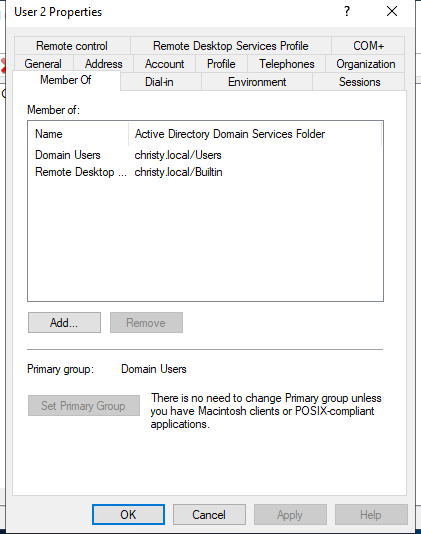 User 2 Properties
?
Remote control Remote Desktop Services Profile COM+
General Address Account Profile Telephones Organization
Member Of Dial-in Environment Sessions
Member of:
Name Active Directory Domain Services Folder
Domain Users christy.local/Users
Remote Desktop ... christy.local/Builtin
Add... Remove
Primary group: Domain Users
Set Primary Group
There is no need to change Primary group unless
you have Macintosh clients or POSIX-compliant
applications.
OK Cancel Apply Help